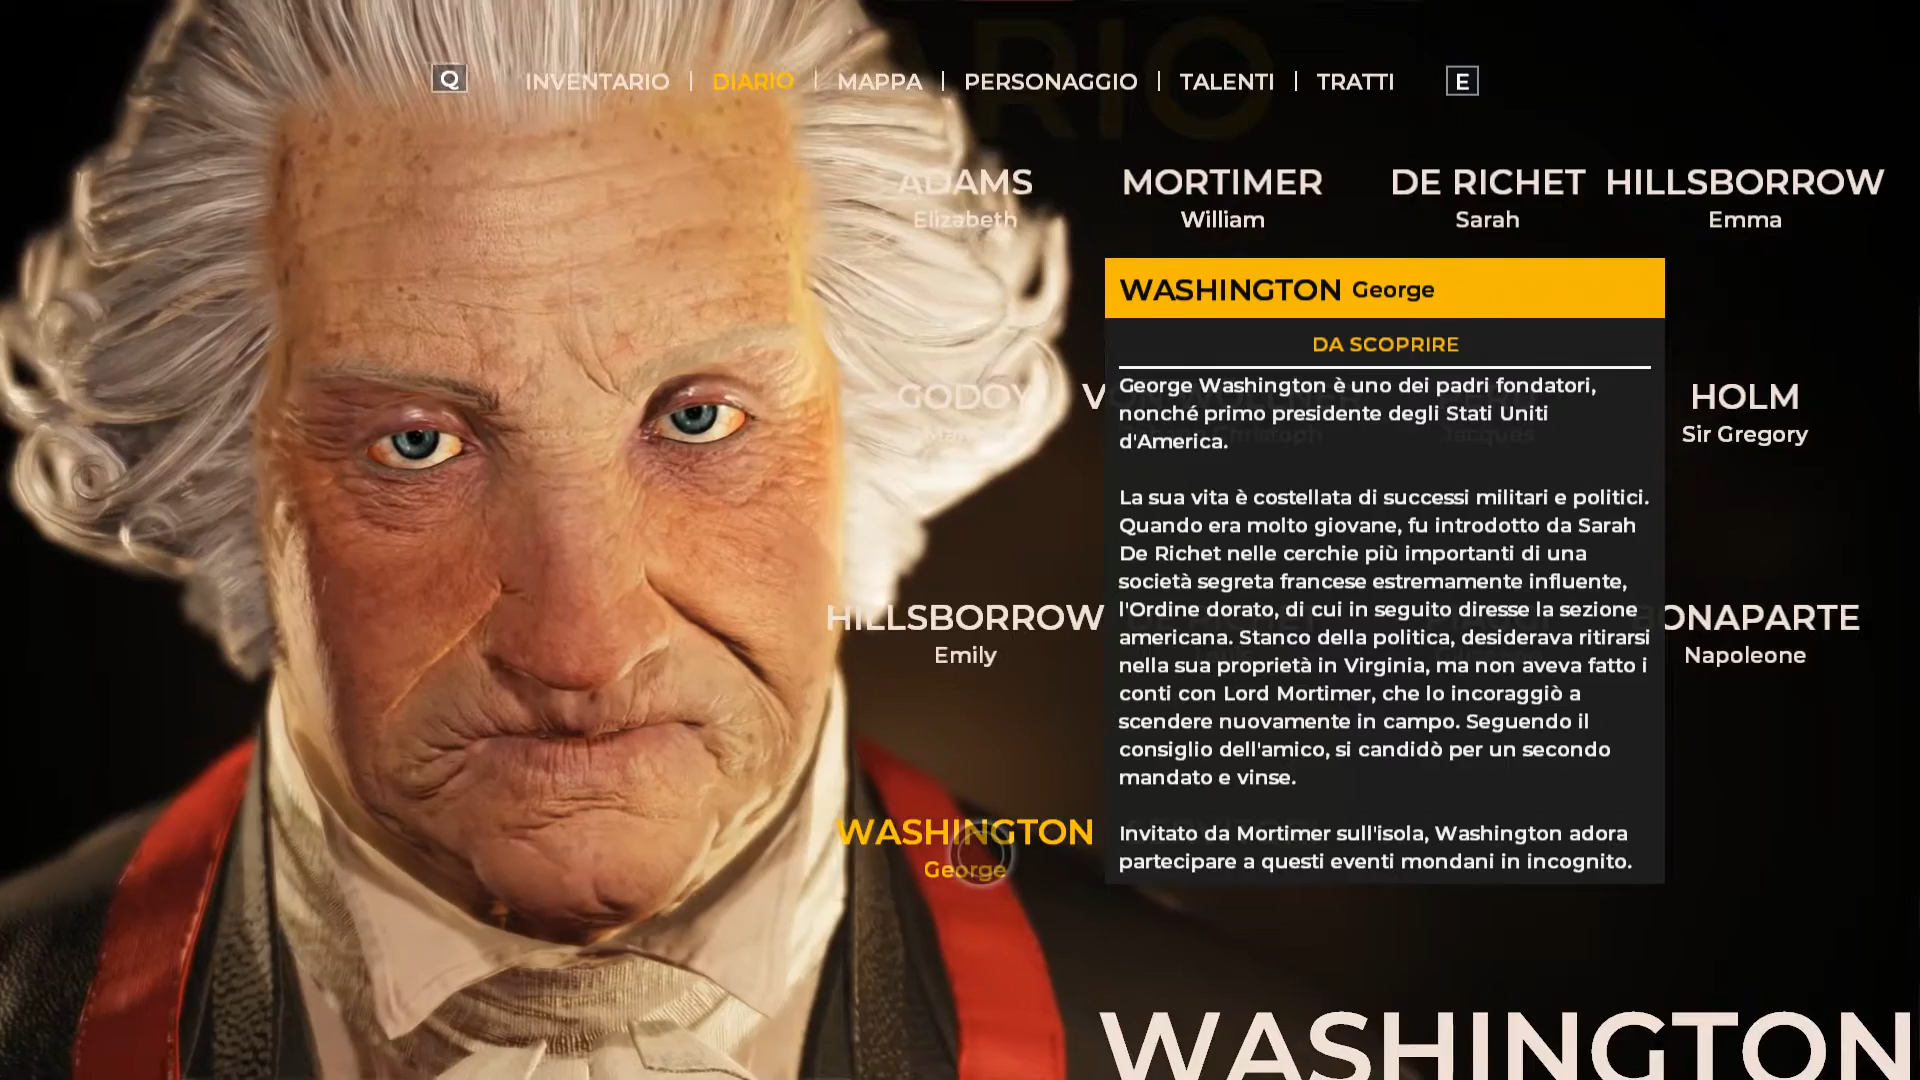 Q INVENTARIO | DIARIO | MAPPA | PERSONAGGIO | TALENTI | TRATTI E
ADAMS MORTIMER DE RICHET HILLSBORROW
Elizabeth William Sarah Emma
WASHINGTON George
DA SCOPRIRE
George Washington è uno dei padri fondatori,
nonché primo presidente degli Stati Uniti
d'America.
La sua vita è costellata di successi militari e politici.
Quando era molto giovane, fu introdotto da Sarah
De Richet nelle cerchie più importanti di una
società segreta francese estremamente influente,
l'Ordine dorato, di cui in seguito diresse la sezione
americana. Stanco della politica, desiderava ritirarsi
nella sua proprietà in Virginia, ma non aveva fatto i
conti con Lord Mortimer, che lo incoraggiò a
scendere nuovamente in campo. Seguendo il
consiglio dell'amico, si candidò per un secondo
mandato e vinse.
Invitato da Mortimer sull'isola, Washington adora
partecipare a questi eventi mondani in incognito.
GODOY HOLM
Sir Gregory
HILLSBORROW BONAPARTE
Emily Napoleone
WASHINGTON
George
WASHINGTON